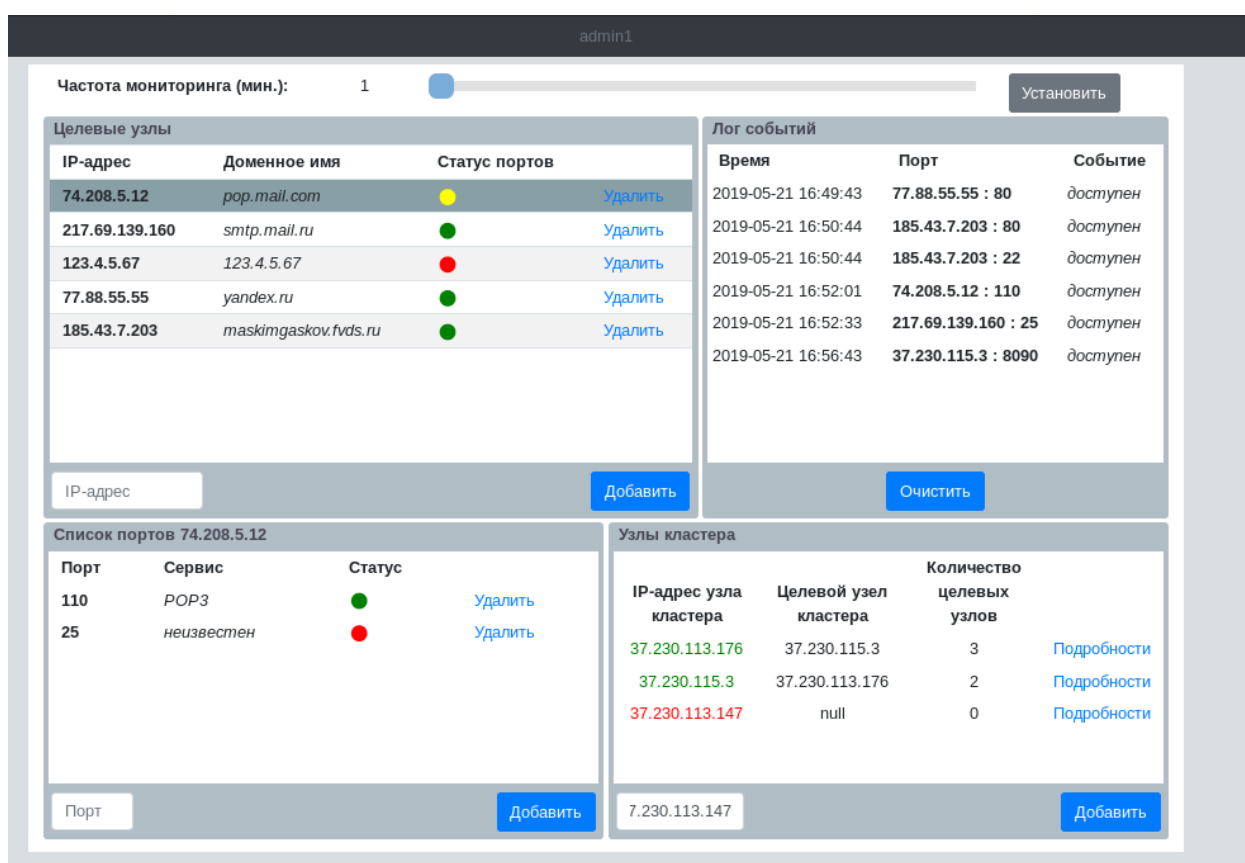 admin1
Частота мониторинга (мин.): 1 Установить
Целевые узлы
IP-адрес Доменное имя Статус портов
74.208.5.12 pop.mail.com Удалить
217.69.139.160 smtp.mail.ru Удалить
123.4.5.67 123.4.5.67 Удалить
77.88.55.55 yandex.ru Удалить
185.43.7.203 maskimgaskov.fvds.ru Удалить
IP-адрес Добавить
Лог событий
Время Порт Событие
2019-05-21 16:49:43 77.88.55.55 : 80 доступен
2019-05-21 16:50:44 185.43.7.203 : 80 доступен
2019-05-21 16:50:44 185.43.7.203 : 22 доступен
2019-05-21 16:52:01 74.208.5.12 : 110 доступен
2019-05-21 16:52:33 217.69.139.160 : 25 доступен
2019-05-21 16:56:43 37.230.115.3 : 8090 доступен
Очистить
Список портов 74.208.5.12
Порт Сервис Статус
110 POP3 Удалить
25 неизвестен Удалить
Порт Добавить
Узлы кластера
IP-адрес узла кластера Целевой узел кластера Количество целевых узлов
37.230.113.176 37.230.115.3 3 Подробности
37.230.115.3 37.230.113.176 2 Подробности
37.230.113.147 null 0 Подробности
7.230.113.147 Добавить